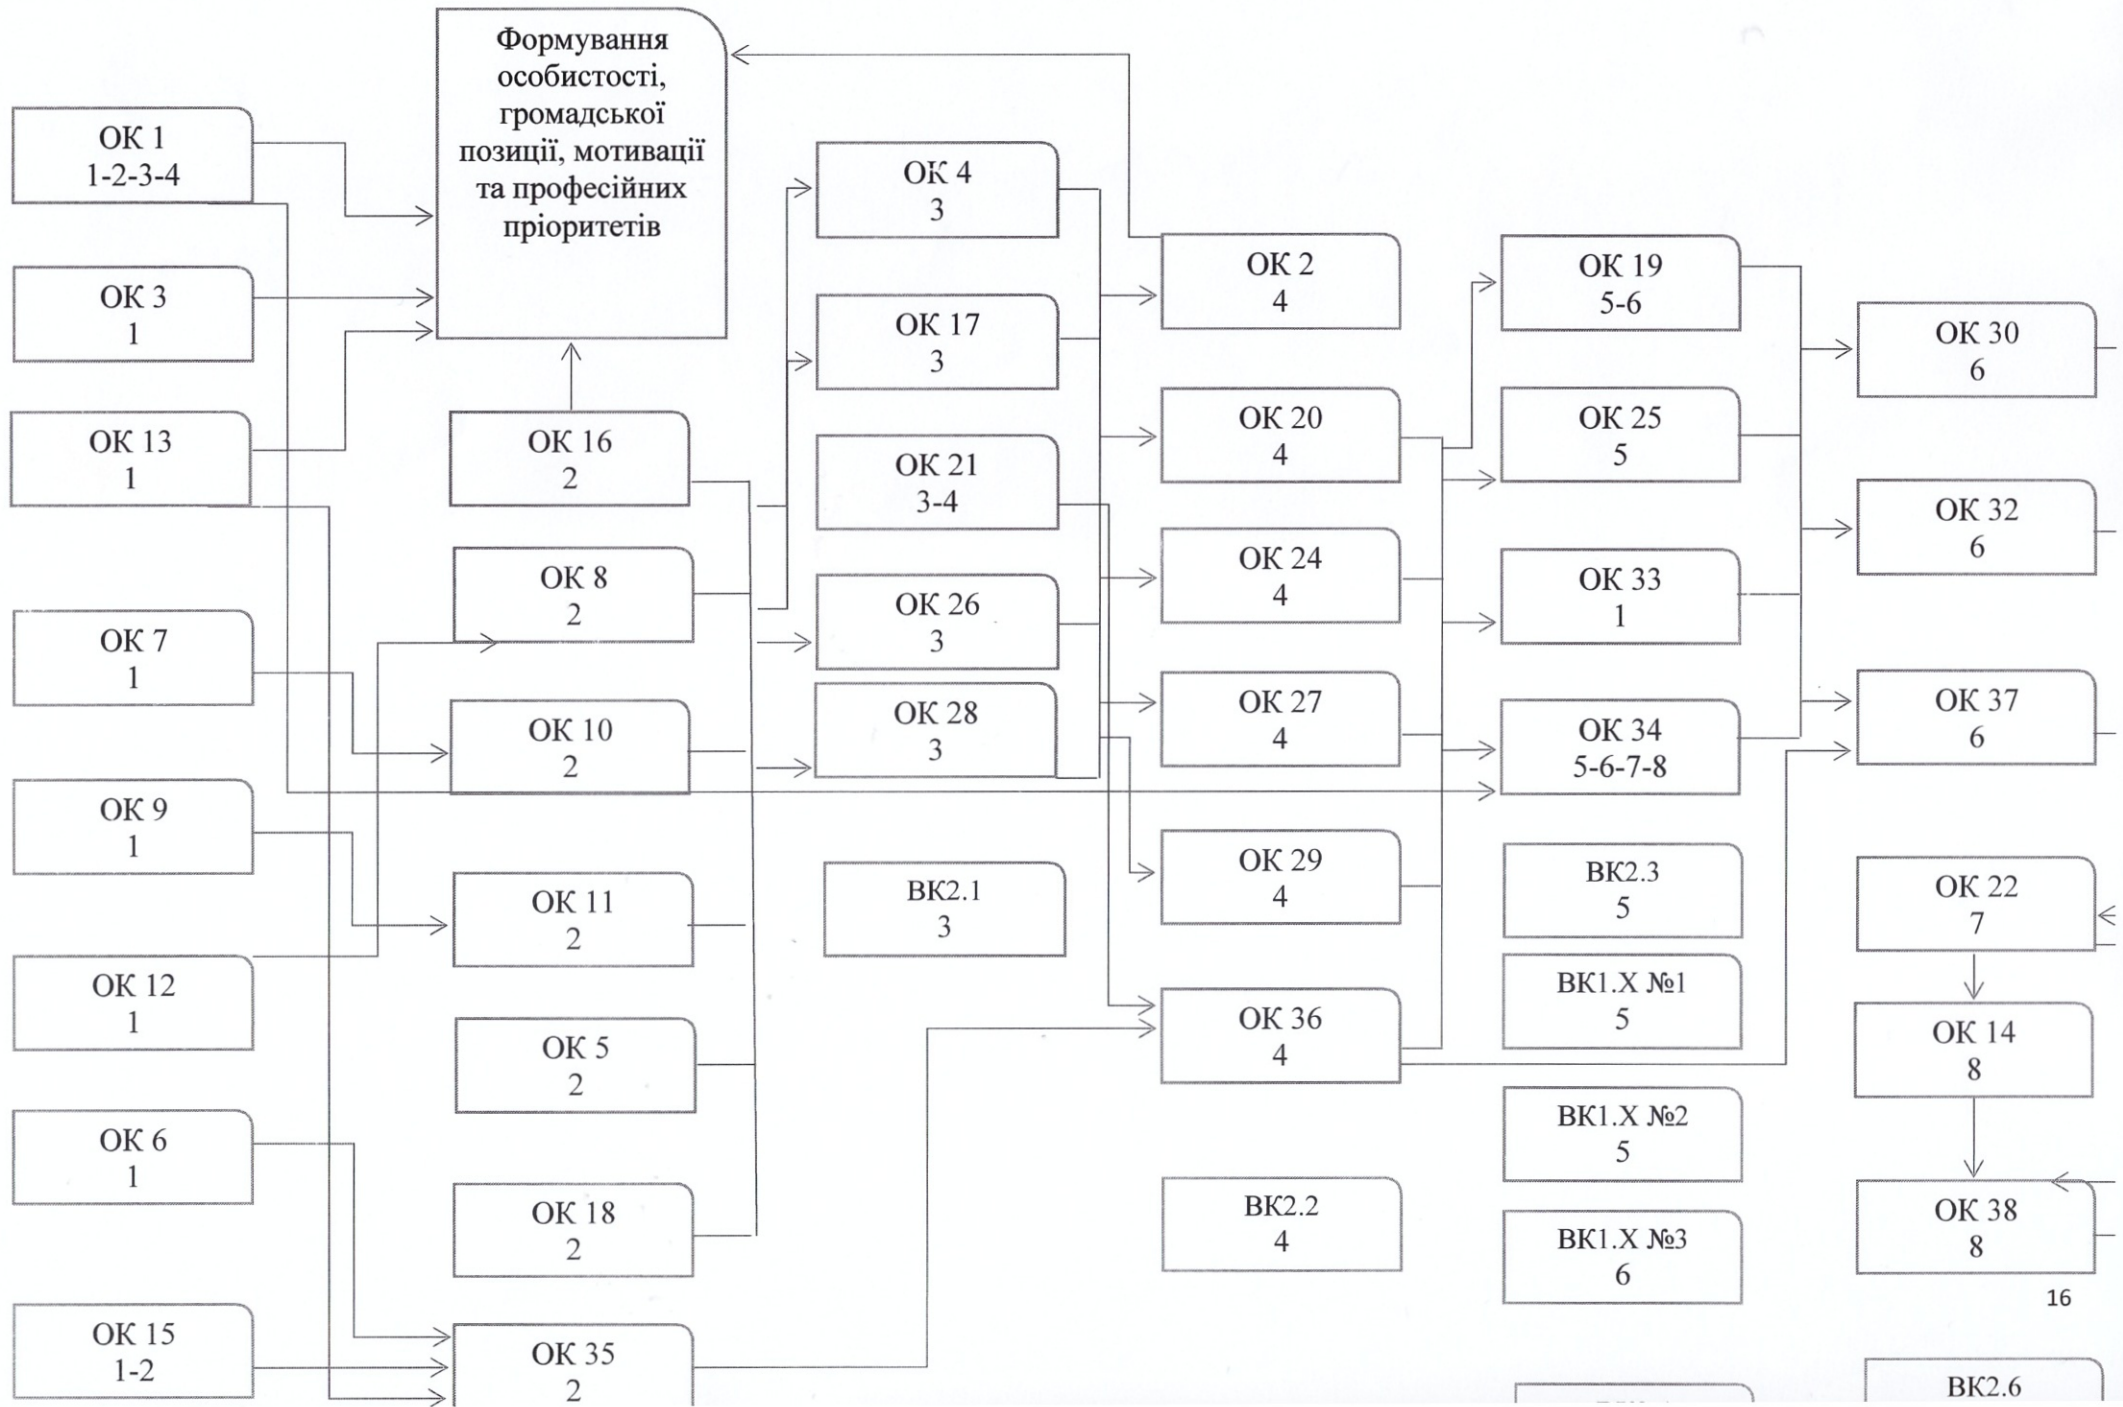 Формування
особистості,
громадської
позиції, мотивації
та професійних
пріоритетів
ОК 1
1-2-3-4
ОК 3
1
ОК 13
1
ОК 7
1
ОК 9
1
ОК 12
1
ОК 6
1
ОК 15
1-2
ОК 16
2
ОК 8
2
ОК 10
2
ОК 11
2
ОК 5
2
ОК 18
2
ОК 35
2
ОК 4
3
ОК 17
3
ОК 21
3-4
ОК 26
3
ОК 28
3
ВК2.1
3
ОК 2
4
ОК 20
4
ОК 24
4
ОК 27
4
ОК 29
4
ОК 36
4
ВК2.2
4
ОК 19
5-6
ОК 25
5
ОК 33
1
ОК 34
5-6-7-8
ВК2.3
5
ВК1.Х №1
5
ВК1.Х №2
5
ВК1.Х №3
6
ОК 30
6
ОК 32
6
ОК 37
6
ОК 22
7
ОК 14
8
ОК 38
8
16
ВК2.6